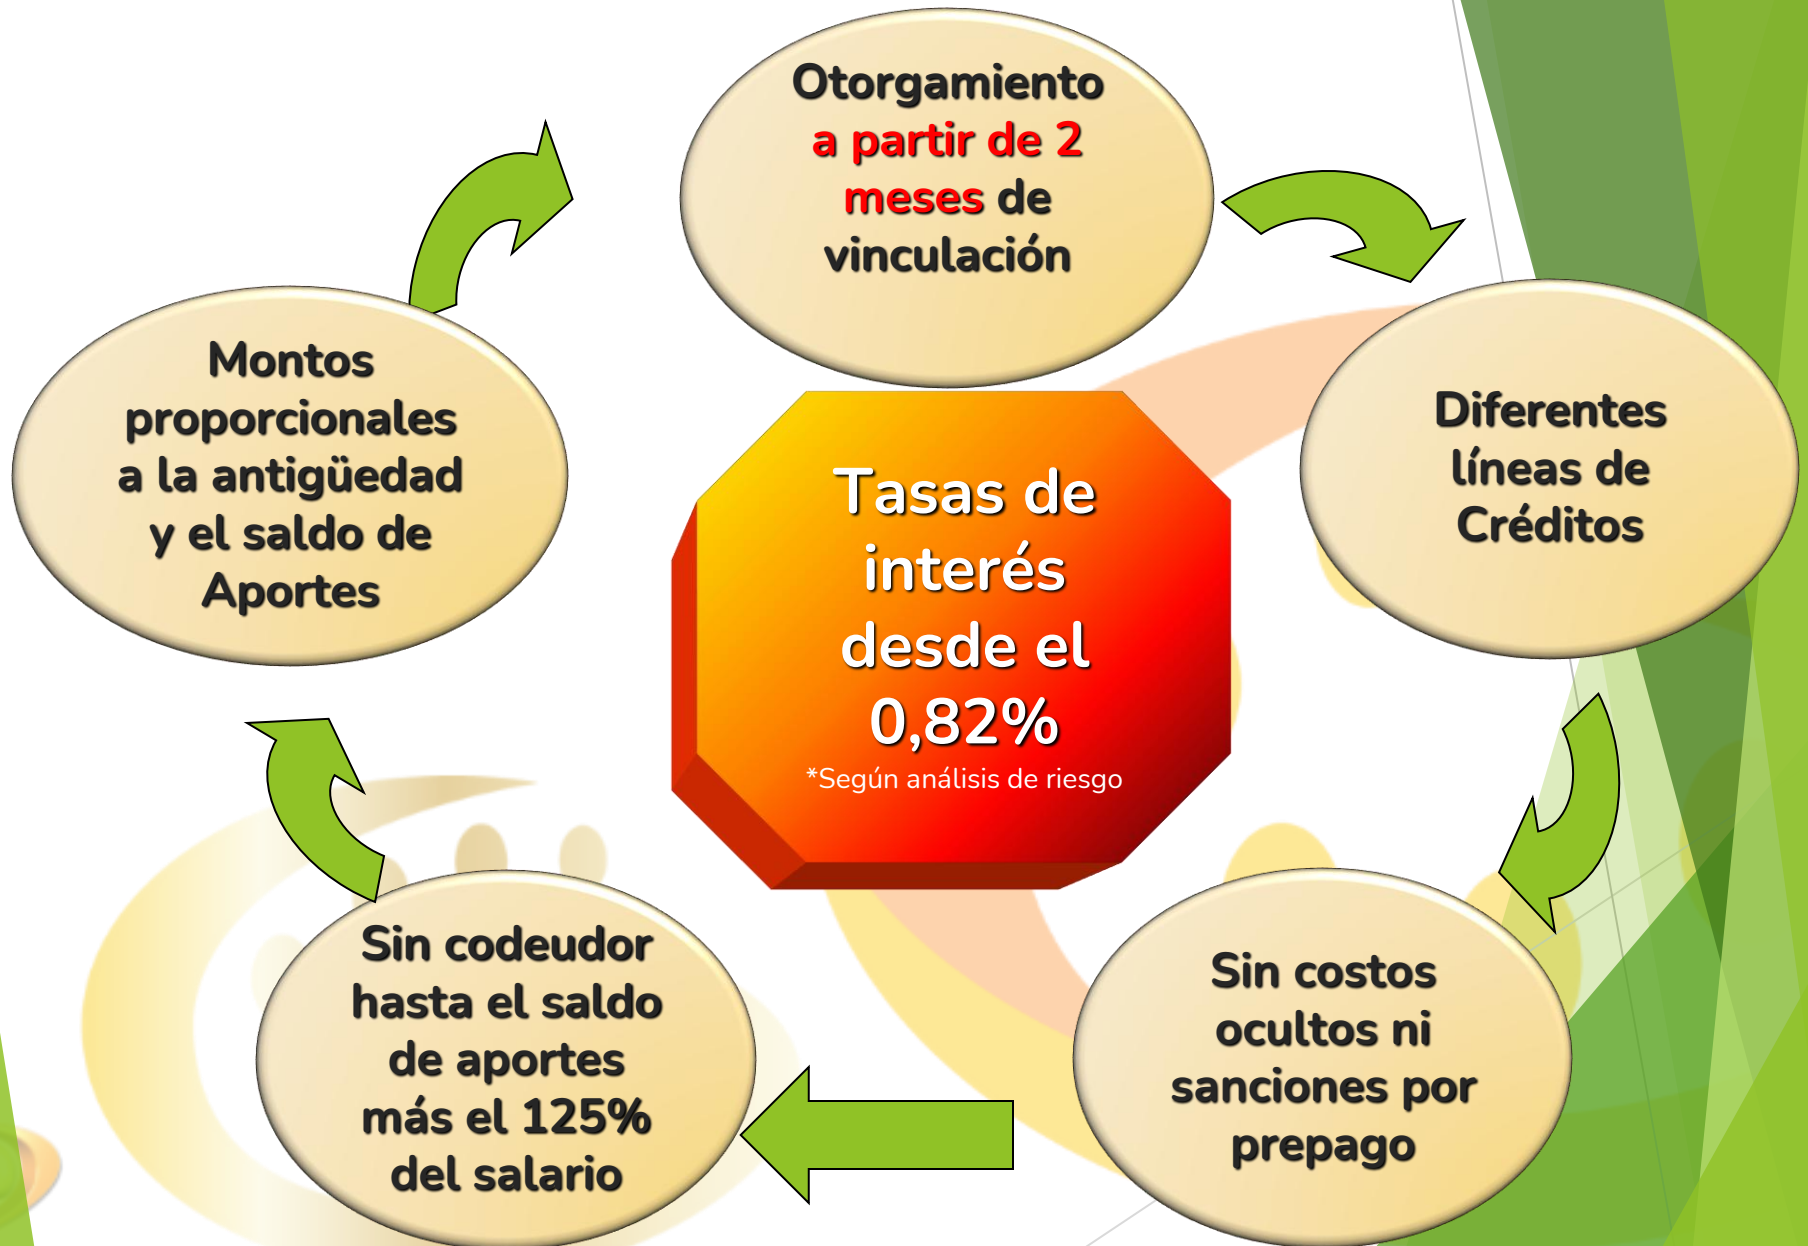 Otorgamiento
a partir de 2
meses de
vinculación
Diferentes
líneas de
Créditos
Sin costos
ocultos ni
sanciones por
prepago
Sin codeudor
hasta el saldo
de aportes
más el 125%
del salario
Montos
proporcionales
a la antigüedad
y el saldo de
Aportes
Tasas de
interés
desde el
0,82%
*Según análisis de riesgo